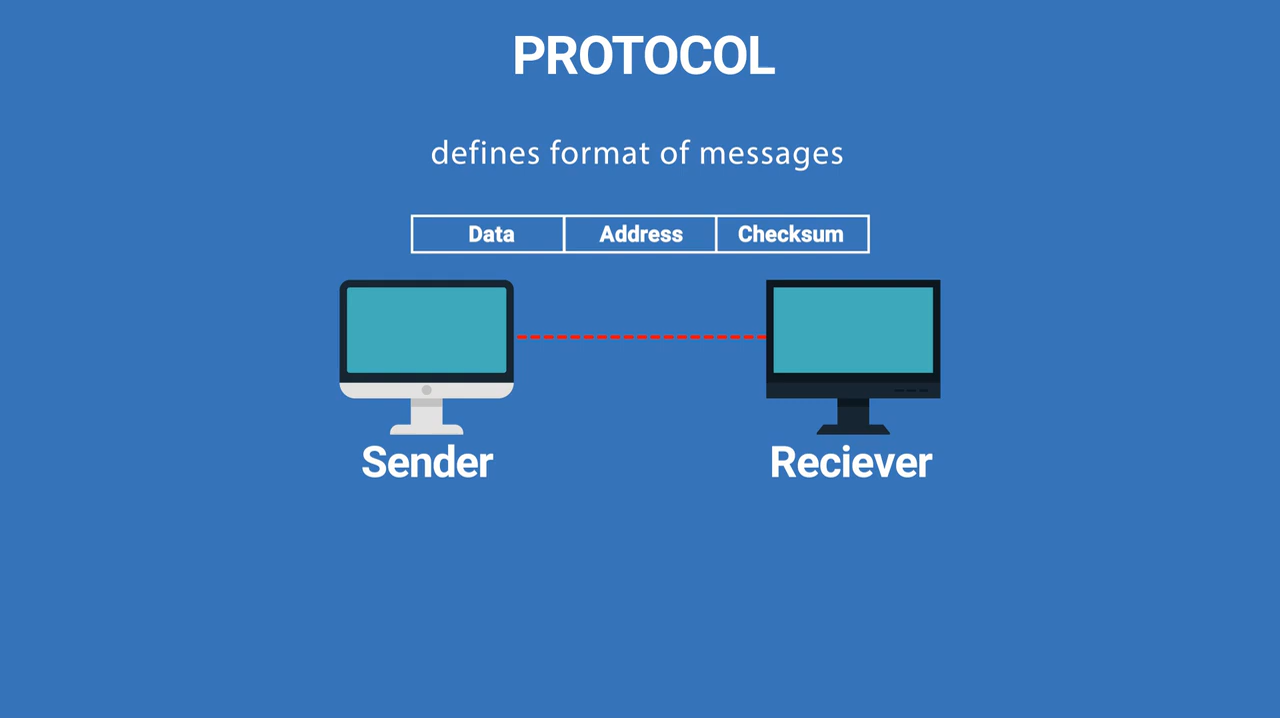 PROTOCOL
defines format of messages
Data Address Checksum
Sender Reciever